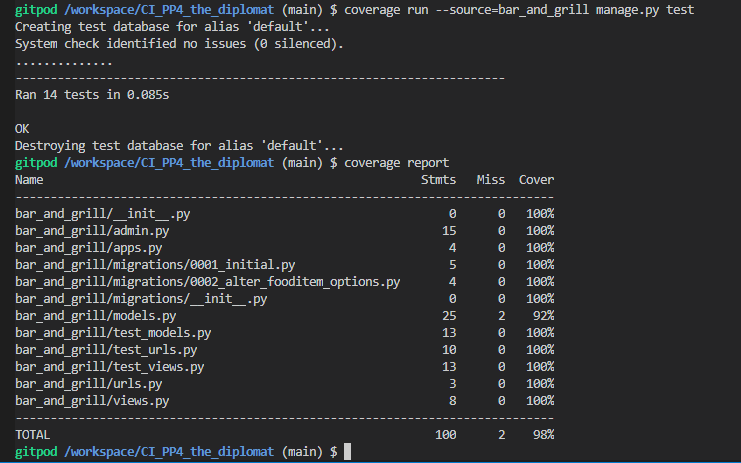 gitpod /workspace/CI_PP4_the_diplomat (main) $ coverage run --source=bar_and_grill manage.py test
Creating test database for alias 'default'...
System check identified no issues (0 silenced).
..............
----------------------------------------------------------------------
Ran 14 tests in 0.085s

OK
Destroying test database for alias 'default'...
gitpod /workspace/CI_PP4_the_diplomat (main) $ coverage report
Name                                                 Stmts   Miss  Cover
------------------------------------------------------------------------
bar_and_grill/__init__.py                                0      0   100%
bar_and_grill/admin.py                                  15      0   100%
bar_and_grill/apps.py                                    4      0   100%
bar_and_grill/migrations/0001_initial.py                 5      0   100%
bar_and_grill/migrations/0002_alter_fooditem_options.py  4      0   100%
bar_and_grill/migrations/__init__.py                     0      0   100%
bar_and_grill/models.py                                 25      2    92%
bar_and_grill/test_models.py                            13      0   100%
bar_and_grill/test_urls.py                              10      0   100%
bar_and_grill/test_views.py                             13      0   100%
bar_and_grill/urls.py                                    3      0   100%
bar_and_grill/views.py                                   8      0   100%
------------------------------------------------------------------------
TOTAL                                                  100      2    98%
gitpod /workspace/CI_PP4_the_diplomat (main) $